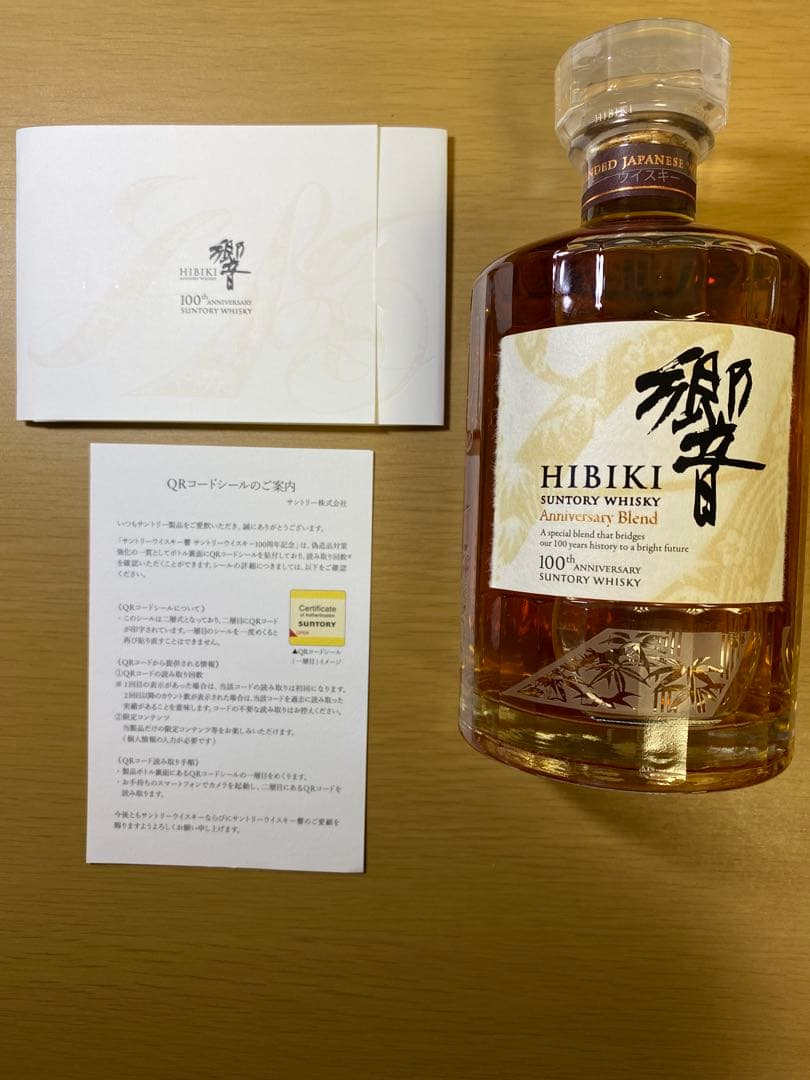 響
HIBIKI
SUNTORY WHISKY
100th ANNIVERSARY
SUNTORY WHISKY
QRコードシールのご案内
サントリー株式会社
いつもサントリー製品をご愛飲いただき、誠にありがとうございます。
「サントリーウイスキー響 サントリーウイスキー100周年記念」は、偽造品対策
強化の一貫としてボトル裏面にQRコードシールを貼付しており、読み取り回数※
を確認いただくことができます。シールの詳細につきましては、以下をご確認
ください。
《QRコードシールについて》
・このシールは二層式となっており、二層目にQRコード
が印字されています。一層目のシールを一度めくると
再び貼り直すことはできません。
Certificate
of Authentication
SUNTORY
OPEN
▲QRコードシール
(一層目)イメージ
《QRコードから提供される情報》
①QRコードの読み取り回数
※1回目の表示があった場合は、当該コードの読み取りは初回になります。
2回目以降のカウント数が表示された場合は、当該コードを過去に読み取った
実績があることを意味します。コードの不要な読み取りはお控えください。
②限定コンテンツ
当製品だけの限定コンテンツ等をお楽しみいただけます。
(個人情報の入力が必要です)
《QRコード読み取り手順》
・製品ボトル裏面にあるQRコードシールの一層目をめくります。
・お手持ちのスマートフォンでカメラを起動し、二層目にあるQRコードを
読み取ります。
今後ともサントリーウイスキーならびにサントリーウイスキー響のご愛顧を
賜りますようよろしくお願い申し上げます。
HIBIKI
NDED JAPANESE
ウイスキー
響
HIBIKI
SUNTORY WHISKY
Anniversary Blend
A special blend that bridges
our 100 years history to a bright future
100th ANNIVERSARY
SUNTORY WHISKY